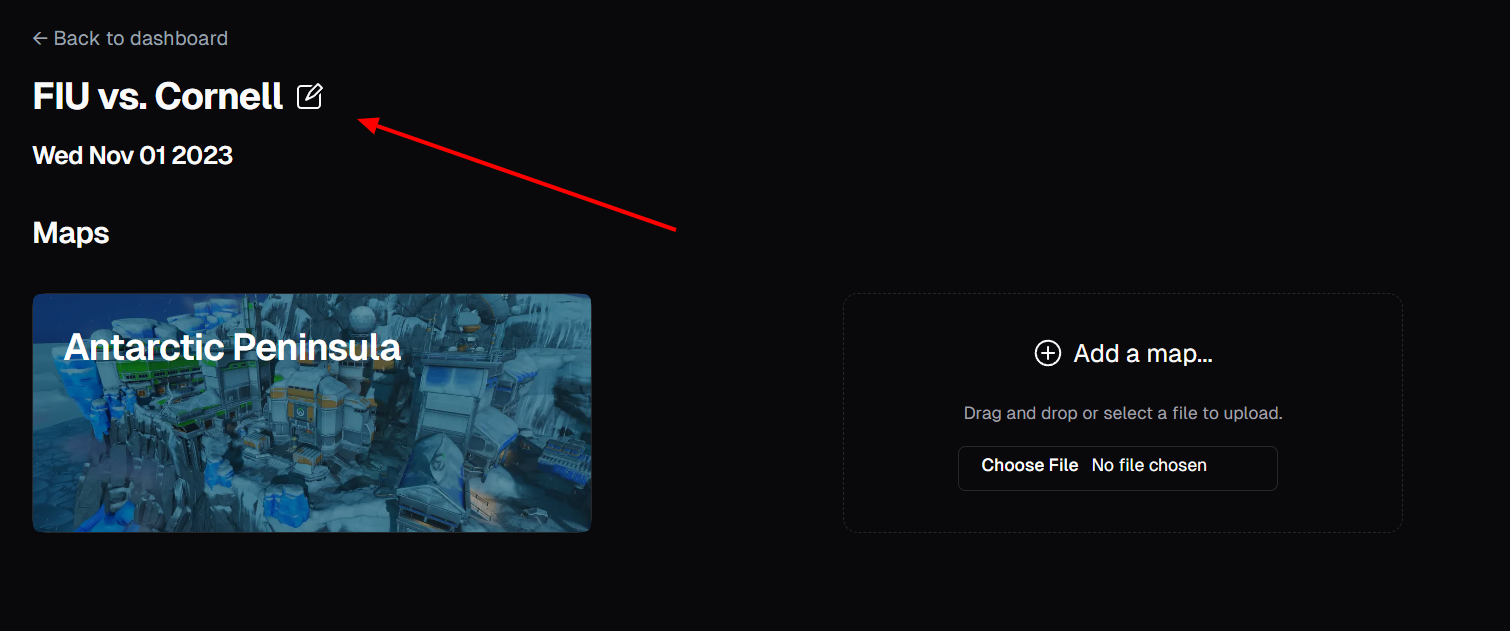 ← Back to dashboard
FIU vs. Cornell
Wed Nov 01 2023
Maps
Antarctic Peninsula
Add a map...
Drag and drop or select a file to upload.
Choose File No file chosen